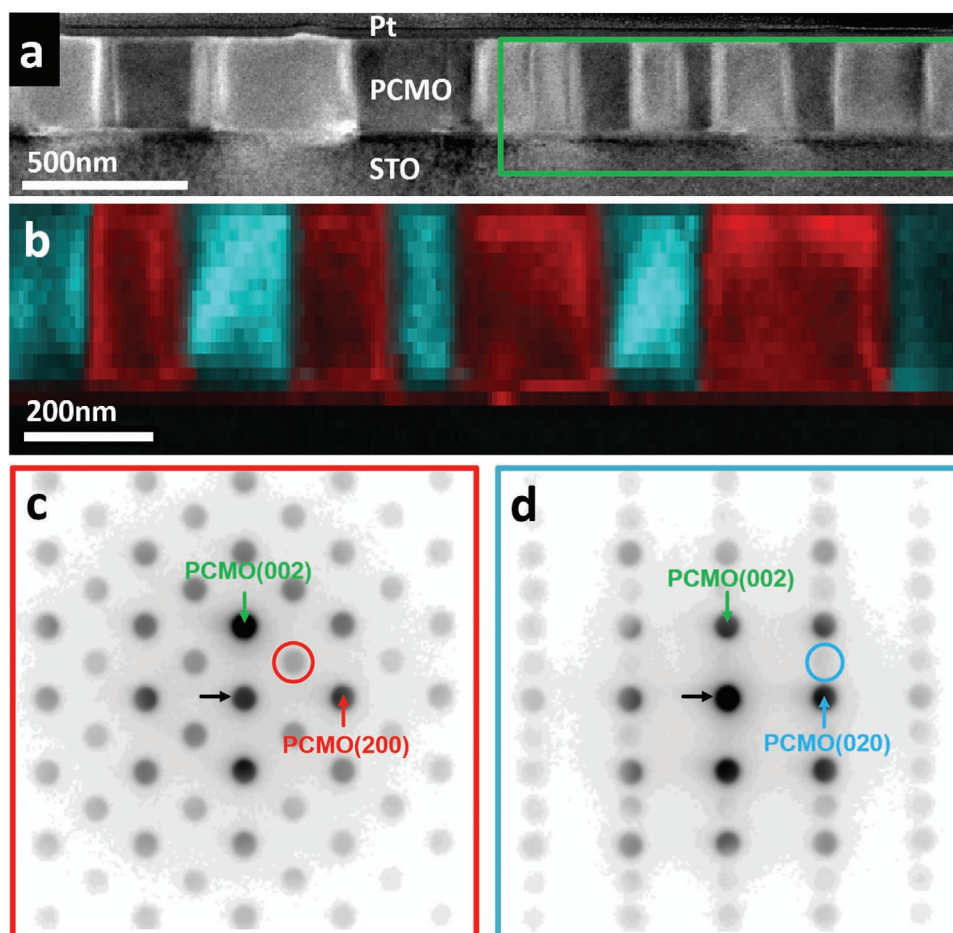 a
Pt
PCMO
500nm
STO
b
200nm
c
PCMO(002)
PCMO(200)
d
PCMO(002)
PCMO(020)